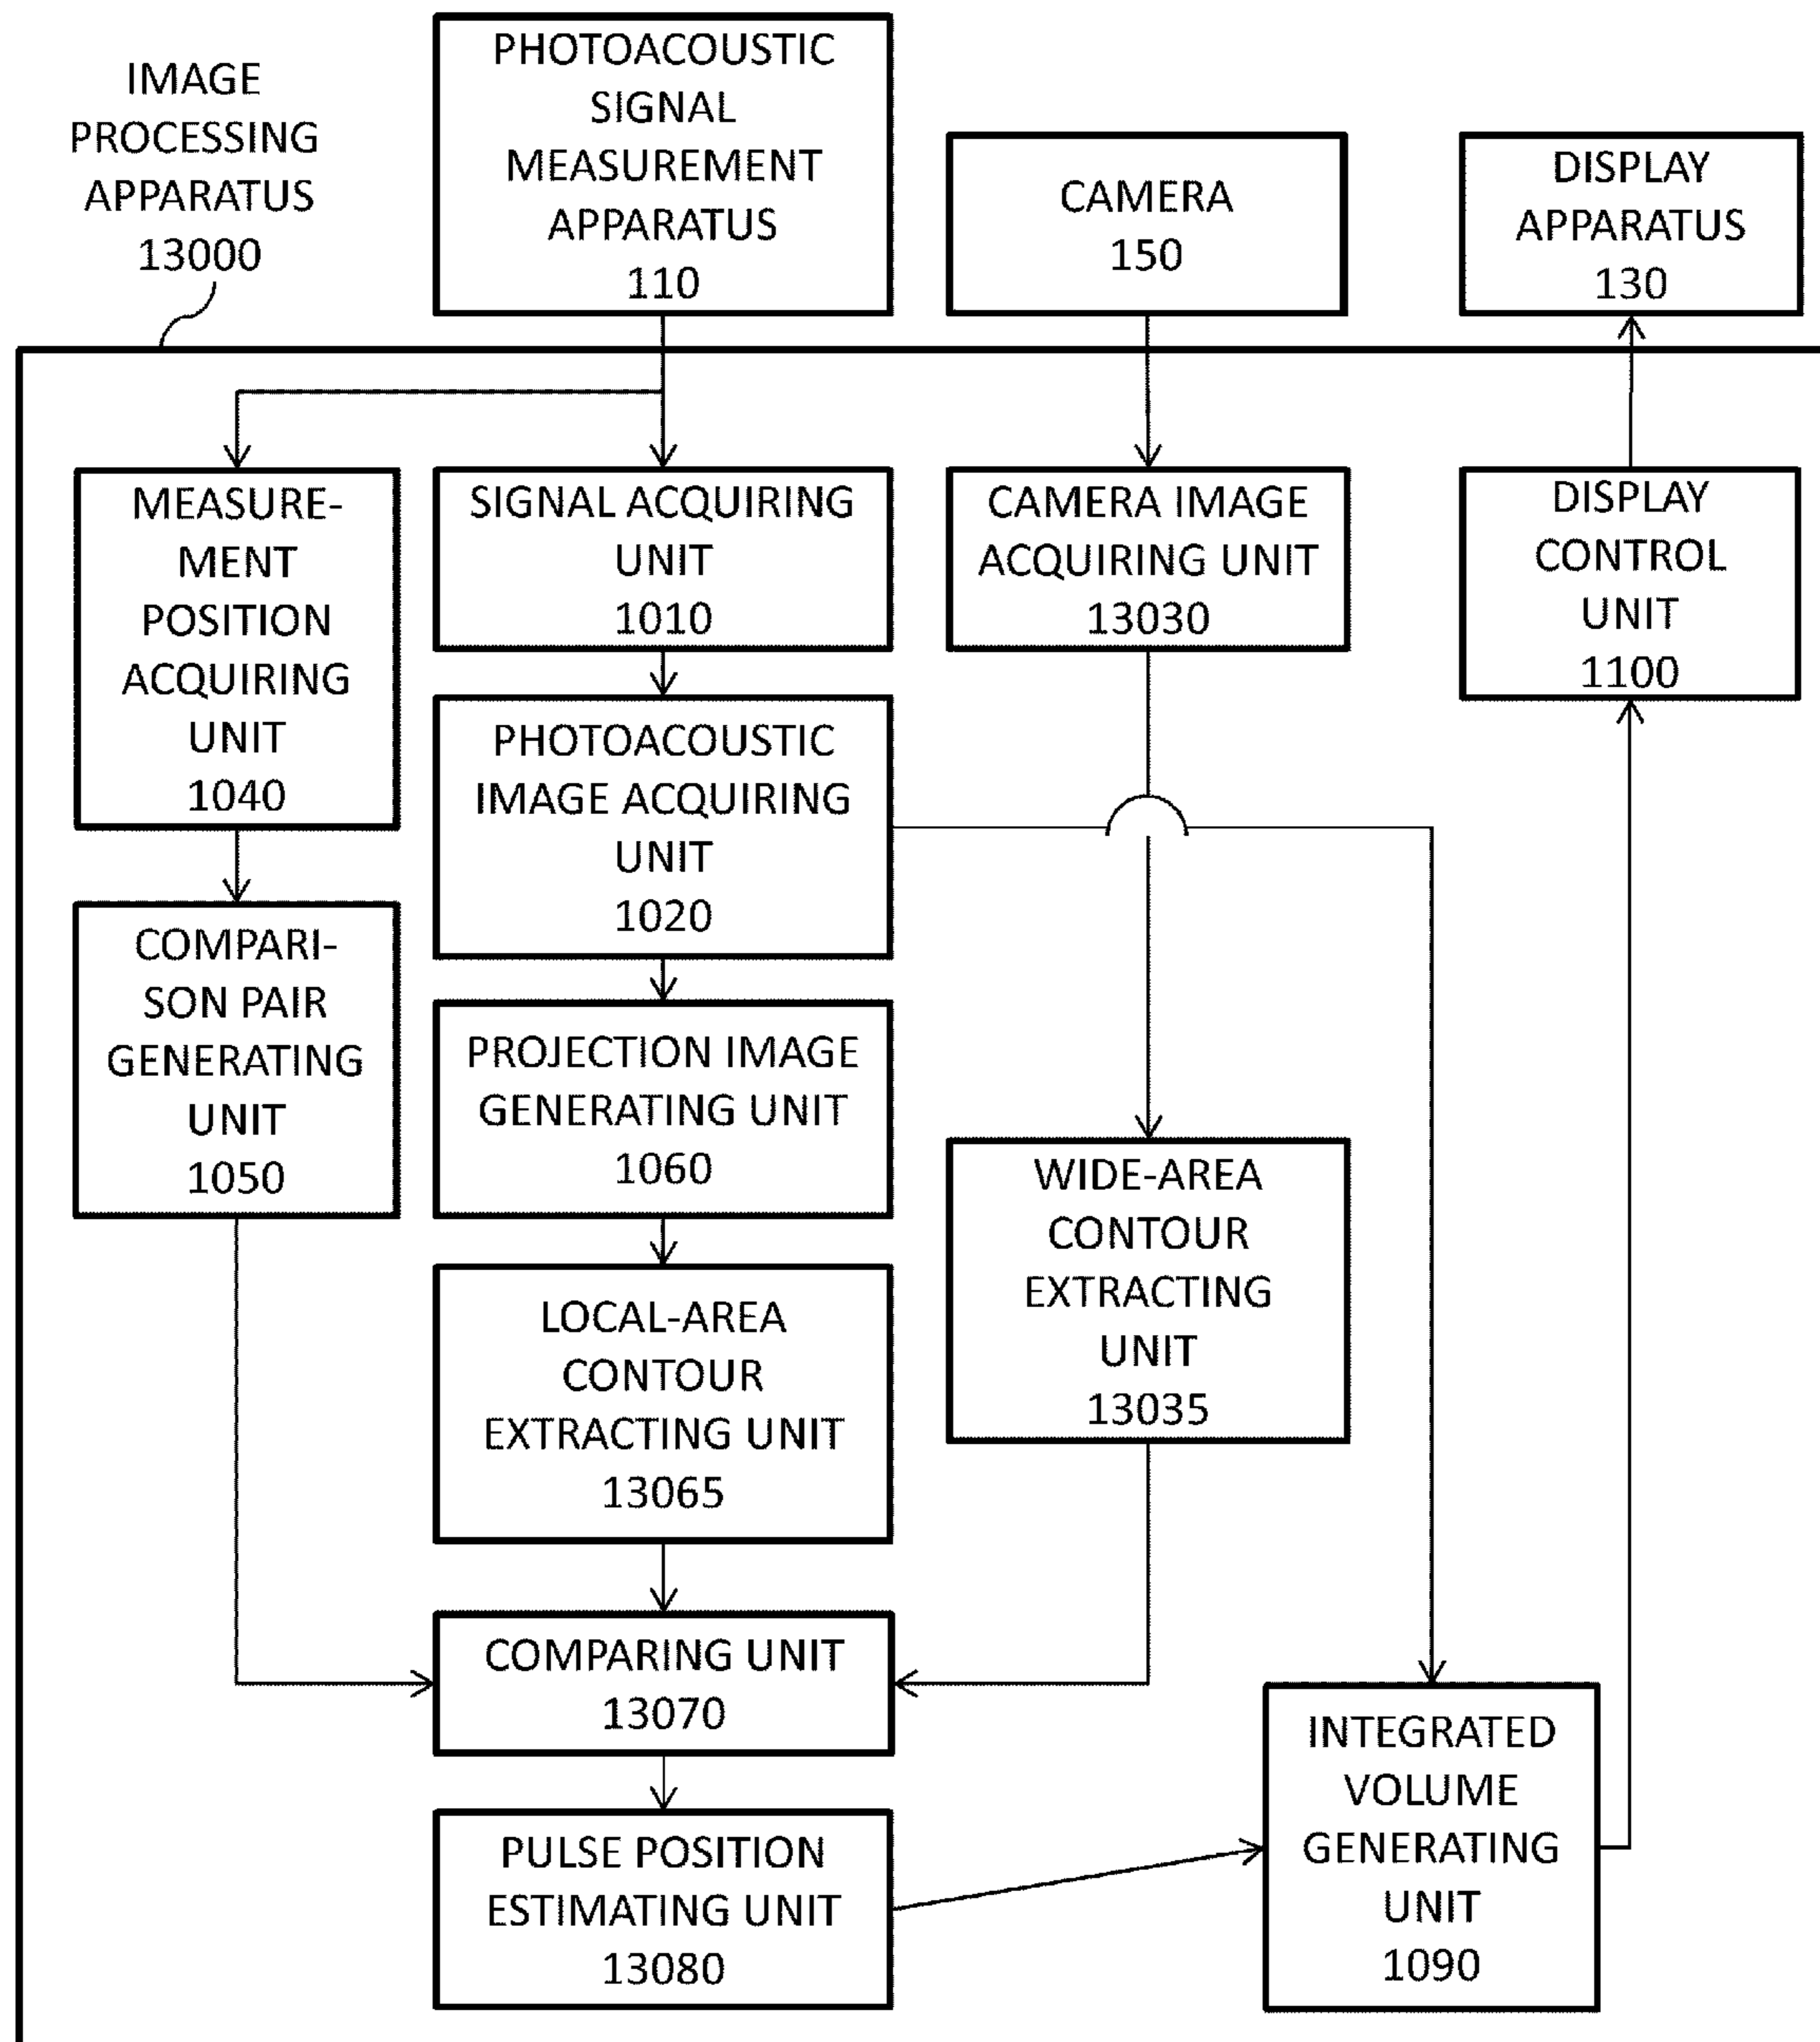 IMAGE
PROCESSING
APPARATUS
13000
PHOTOACOUSTIC
SIGNAL
MEASUREMENT
APPARATUS
110
CAMERA
150
DISPLAY
APPARATUS
130
MEASURE-
MENT
POSITION
ACQUIRING
UNIT
1040
SIGNAL ACQUIRING
UNIT
1010
CAMERA IMAGE
ACQUIRING UNIT
13030
DISPLAY
CONTROL
UNIT
1100
PHOTOACOUSTIC
IMAGE ACQUIRING
UNIT
1020
COMPARI-
SON PAIR
GENERATING
UNIT
1050
PROJECTION IMAGE
GENERATING UNIT
1060
WIDE-AREA
CONTOUR
EXTRACTING
UNIT
13035
LOCAL-AREA
CONTOUR
EXTRACTING UNIT
13065
COMPARING UNIT
13070
INTEGRATED
VOLUME
GENERATING
UNIT
1090
PULSE POSITION
ESTIMATING UNIT
13080